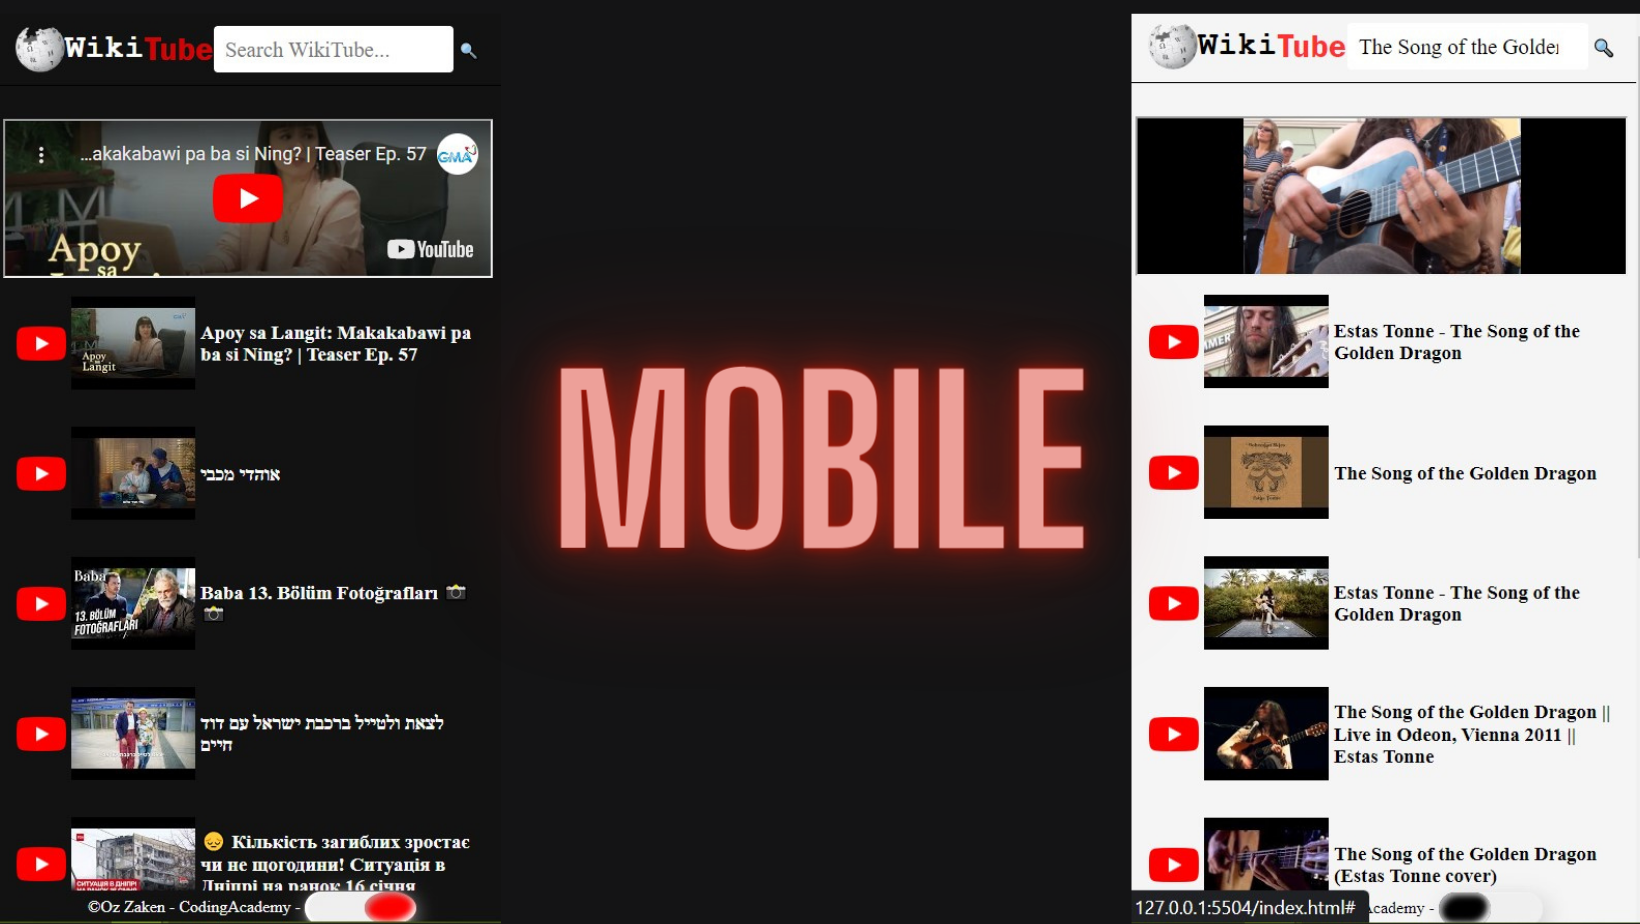 WikiTube
Search WikiTube...
...akakabawi pa ba si Ning? | Teaser Ep. 57
GMA
Apoy
sa
YouTube
Apoy
sa
Langit
Apoy sa Langit: Makakabawi pa
ba si Ning? | Teaser Ep. 57
אוהדי מכבי
Baba
13. BÖLÜM
FOTOĞRAFLARI
Baba 13. Bölüm Fotoğrafları 📸
📸
לצאת ולטייל ברכבת ישראל עם דוד
חיים
СИТУАЦІЯ В ДНІПРІ
😔 Кількість загиблих зростає
чи не щогодини! Ситуація в
Дніпрі на ранок 16 січня
©Oz Zaken - CodingAcademy -
MOBILE
WikiTube
The Song of the Golder
Estas Tonne - The Song of the
Golden Dragon
The Song of the Golden Dragon
Estas Tonne - The Song of the
Golden Dragon
The Song of the Golden Dragon ||
Live in Odeon, Vienna 2011 ||
Estas Tonne
The Song of the Golden Dragon
(Estas Tonne cover)
127.0.0.1:5504/index.html#
Academy -